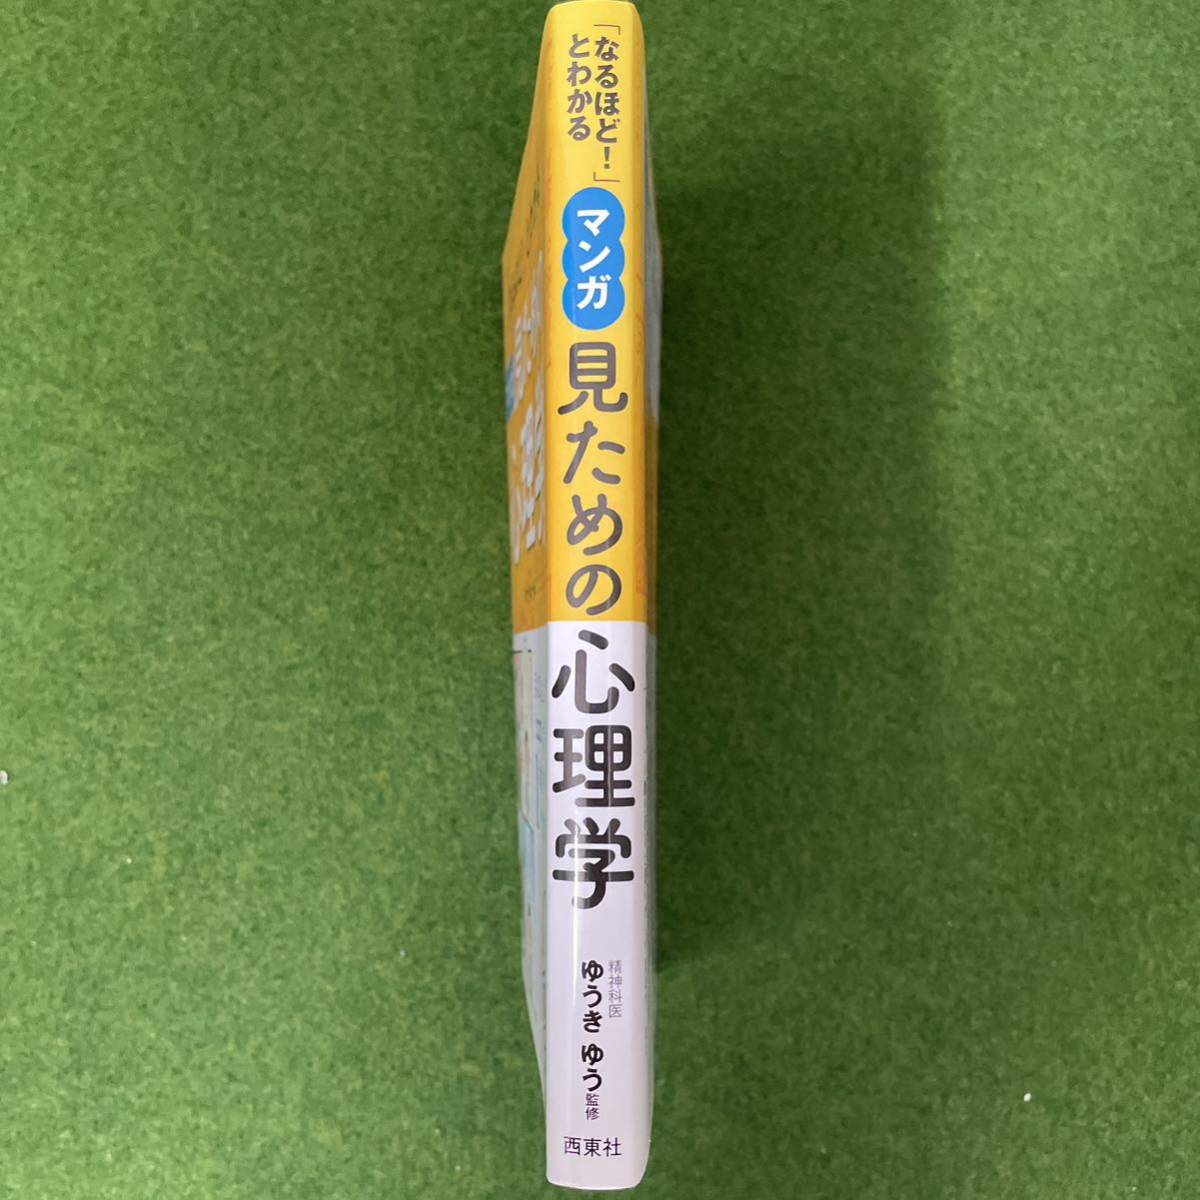 「なるほど！」
とわかる
マンガ
見ための心理学
精神科医
ゆうきゆう 監修
西東社